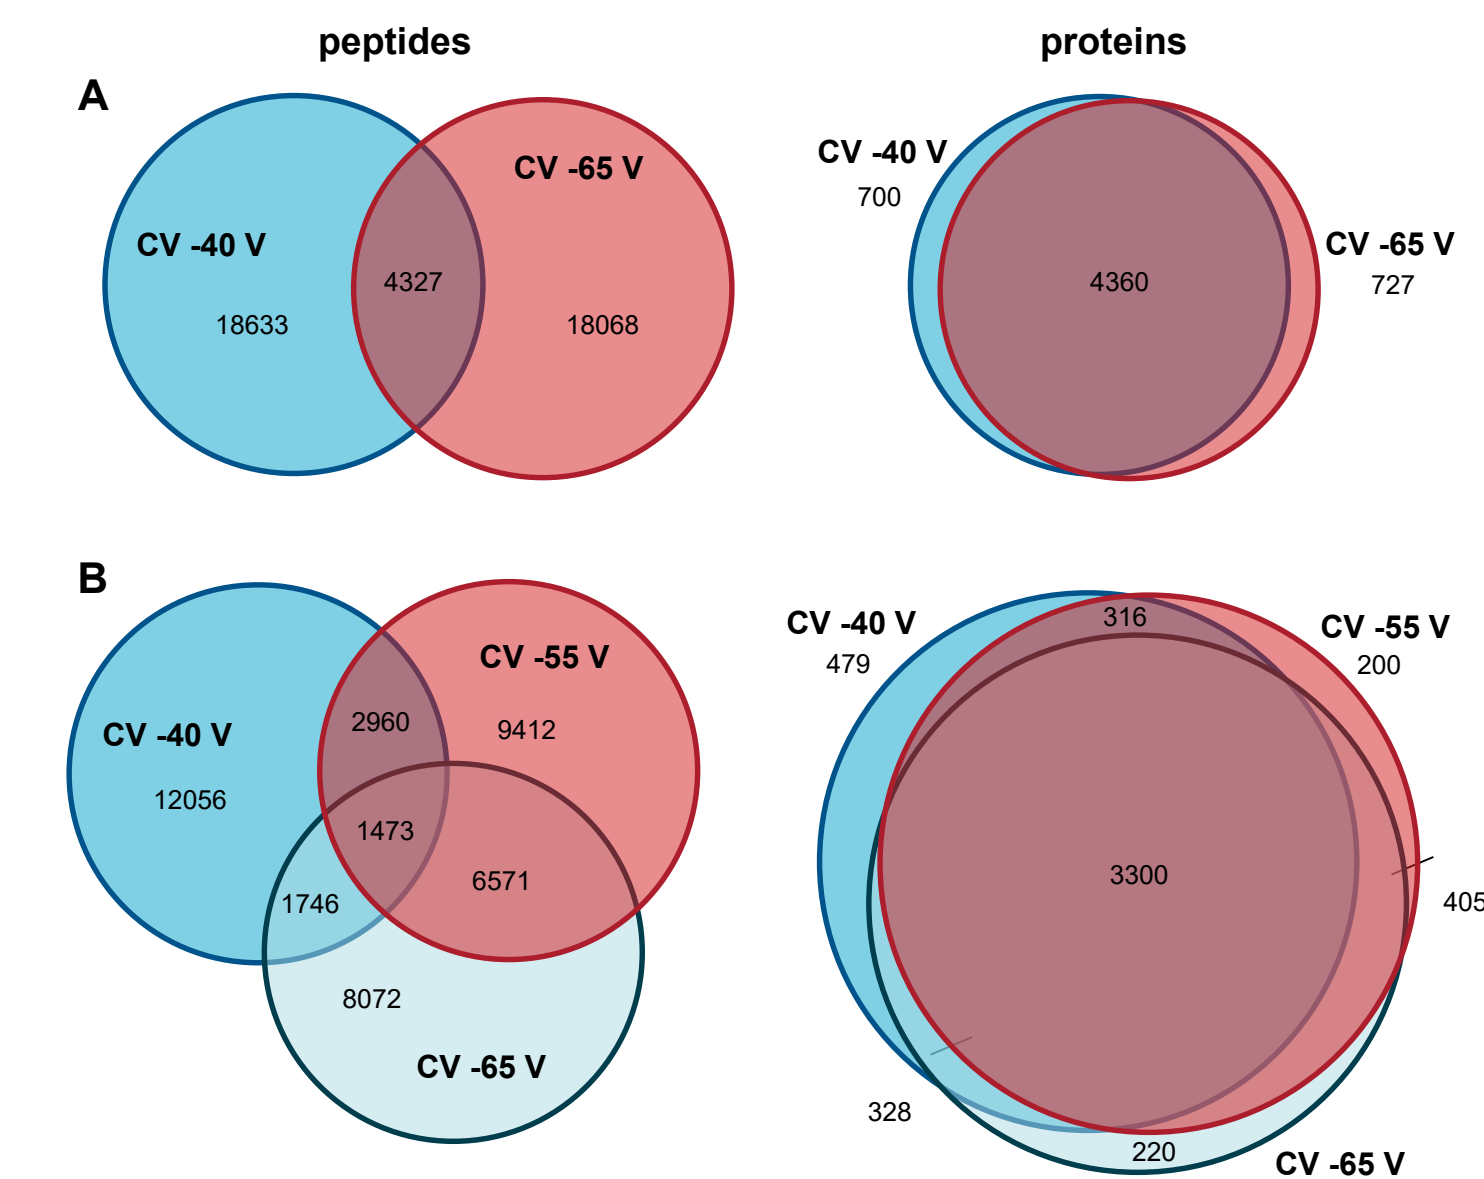 peptides
proteins
A
CV -40 V
18633
4327
CV -65 V
18068
CV -40 V
700
4360
CV -65 V
727
B
CV -40 V
12056
2960
CV -55 V
9412
1473
1746
6571
8072
CV -65 V
CV -40 V
479
316
CV -55 V
200
3300
405
328
220
CV -65 V